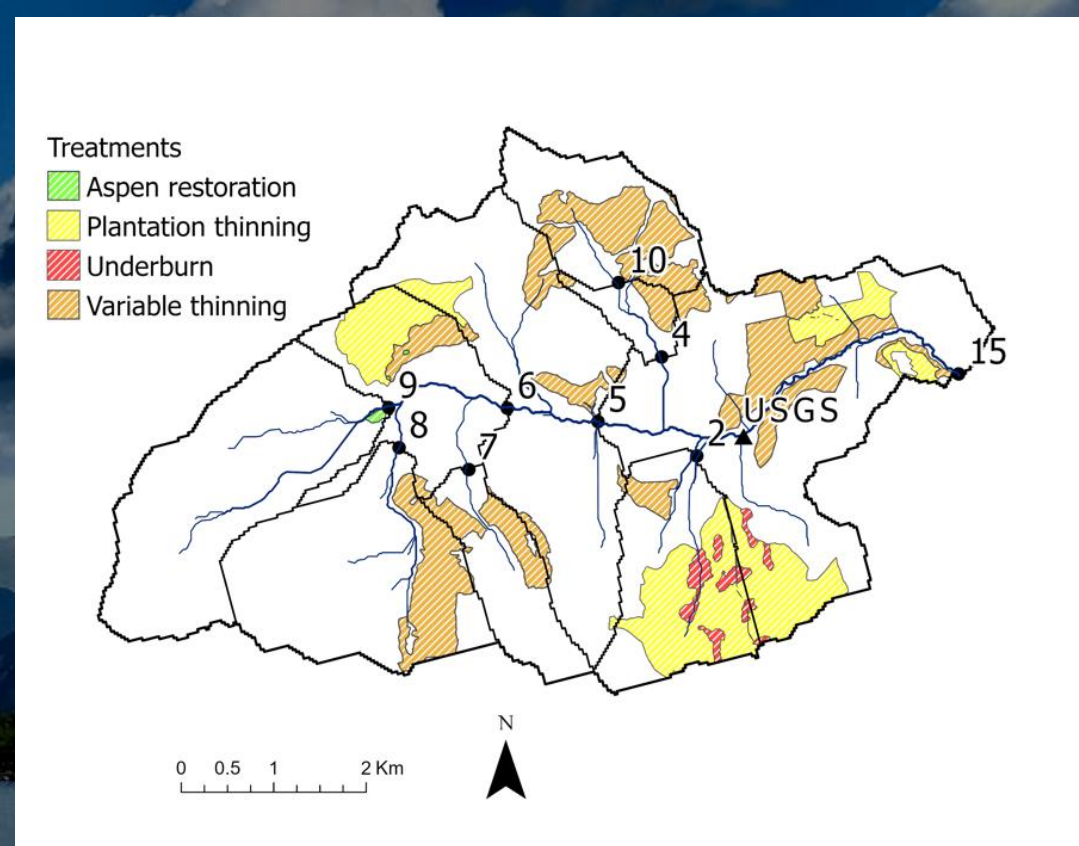 Treatments
Aspen restoration
Plantation thinning
Underburn
Variable thinning
10
4
15
9
6
5
USGS
8
7
2
N
0 0.5 1 2 Km